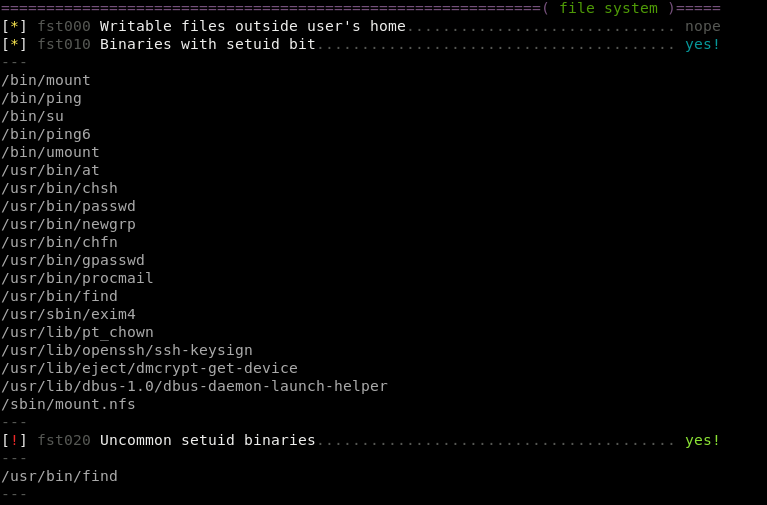 ============================================================( file system )=====
[*] fst000 Writable files outside user's home.............................. nope
[*] fst010 Binaries with setuid bit........................................ yes!
---
/bin/mount
/bin/ping
/bin/su
/bin/ping6
/bin/umount
/usr/bin/at
/usr/bin/chsh
/usr/bin/passwd
/usr/bin/newgrp
/usr/bin/chfn
/usr/bin/gpasswd
/usr/bin/procmail
/usr/bin/find
/usr/sbin/exim4
/usr/lib/pt_chown
/usr/lib/openssh/ssh-keysign
/usr/lib/eject/dmcrypt-get-device
/usr/lib/dbus-1.0/dbus-daemon-launch-helper
/sbin/mount.nfs
---
[!] fst020 Uncommon setuid binaries........................................ yes!
---
/usr/bin/find
---